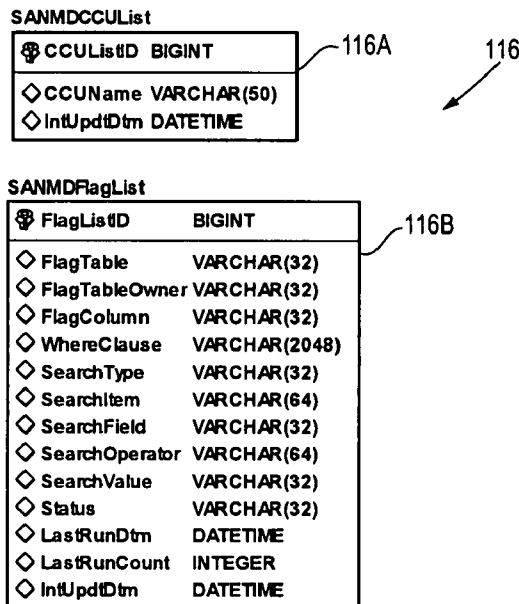 SANMDCCUList
CCUListID BIGINT 116A 116
CCUName VARCHAR(50)
IntUpdtDtm DATETIME
SANMDFlagList
FlagListID BIGINT 116B
FlagTable VARCHAR(32)
FlagTableOwner VARCHAR(32)
FlagColumn VARCHAR(32)
WhereClause VARCHAR(2048)
SearchType VARCHAR(32)
SearchItem VARCHAR(64)
SearchField VARCHAR(32)
SearchOperator VARCHAR(64)
SearchValue VARCHAR(32)
Status VARCHAR(32)
LastRunDtm DATETIME
LastRunCount INTEGER
IntUpdtDtm DATETIME